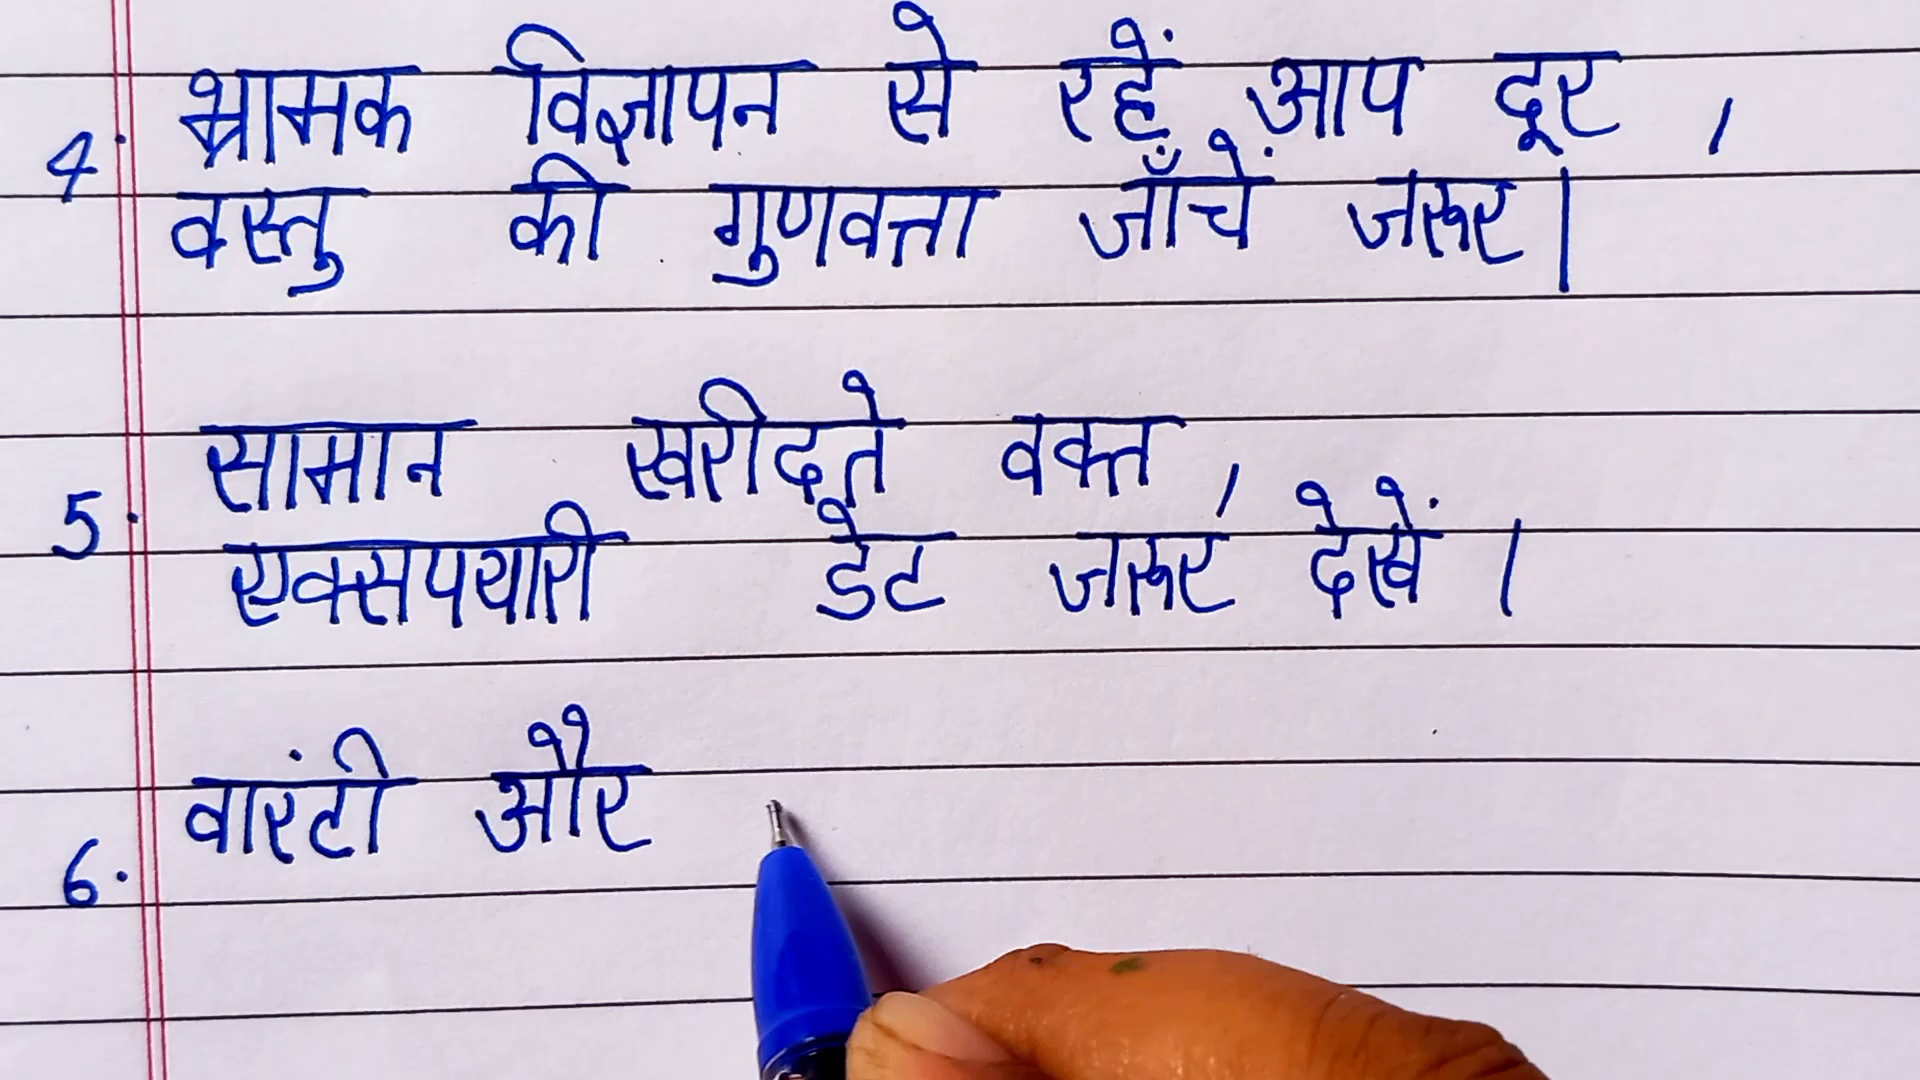 4. भ्रामक विज्ञापन से रहें आप दूर,
वस्तु की गुणवत्ता जाँचें जरूर।
5. सामान खरीदते वक्त,
एक्सपयारी डेट जरूर देखें।
6. वारंटी और